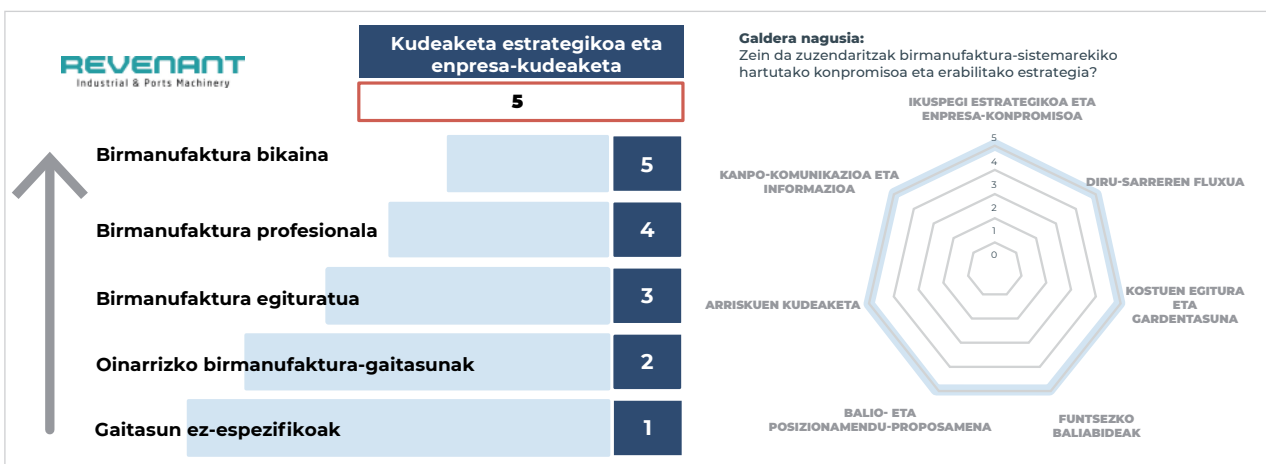 REVENANT
Industrial & Ports Machinery
Kudeaketa estrategikoa eta
enpresa-kudeaketa
5
Birmanufaktura bikaina
5
Birmanufaktura profesionala
4
Birmanufaktura egituratua
3
Oinarrizko birmanufaktura-gaitasunak
2
Gaitasun ez-espezifikoak
1
Galdera nagusia:
Zein da zuzendaritzak birmanufaktura-sistemarekiko
hartutako konpromisoa eta erabilitako estrategia?
IKUSPEGI ESTRATEGIKOA ETA
ENPRESA-KONPROMISOA
5
4
3
2
1
0
KANPO-KOMUNIKAZIOA ETA
INFORMAZIOA
DIRU-SARREREN FLUXUA
ARRISKUEN KUDEAKETA
KOSTUEN EGITURA
ETA
GARDENTASUNA
BALIO- ETA
POSIZIONAMENDU-PROPOSAMENA
FUNTSEZKO
BALIABIDEAK